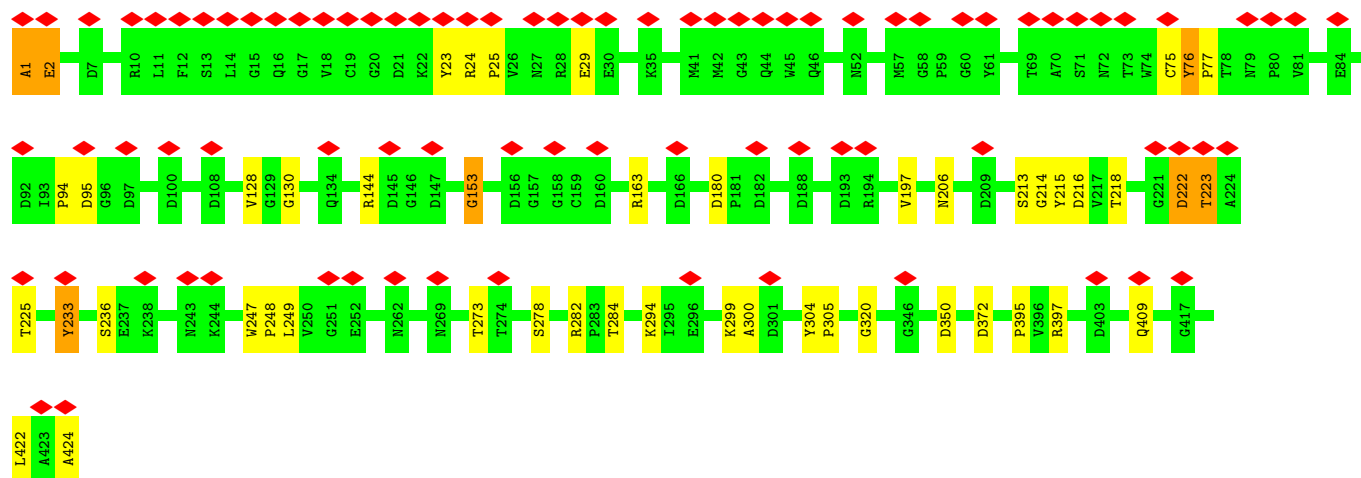 A1 E2 D7 R10 L11 F12 S13 L14 G15 Q16 G17 V18 C19 G20 D21 K22 Y23 R24 P25 V26 N27 R28 E29 E30 K35 M41 M42 G43 Q44 W45 Q46 N52 M57 G58 P59 G60 Y61 T69 A70 S71 N72 T73 W74 C75 Y76 P77 T78 N79 P80 V81 E84
D92 I93 P94 D95 G96 D97 D100 D108 V128 G129 G130 Q134 R144 D145 G146 D147 G153 D156 G157 G158 C159 D160 R163 D166 D180 P181 D182 D188 D193 R194 V197 N206 D209 S213 G214 Y215 D216 V217 T218 G221 D222 T223 A224
T225 Y233 S236 E237 K238 N243 K244 W247 P248 L249 V250 G251 E252 N262 N269 T273 T274 S278 R282 P283 T284 K294 I295 E296 K299 A300 D301 Y304 P305 G320 G346 D350 D372 P395 V396 R397 D403 Q409 G417
L422 A423 A424